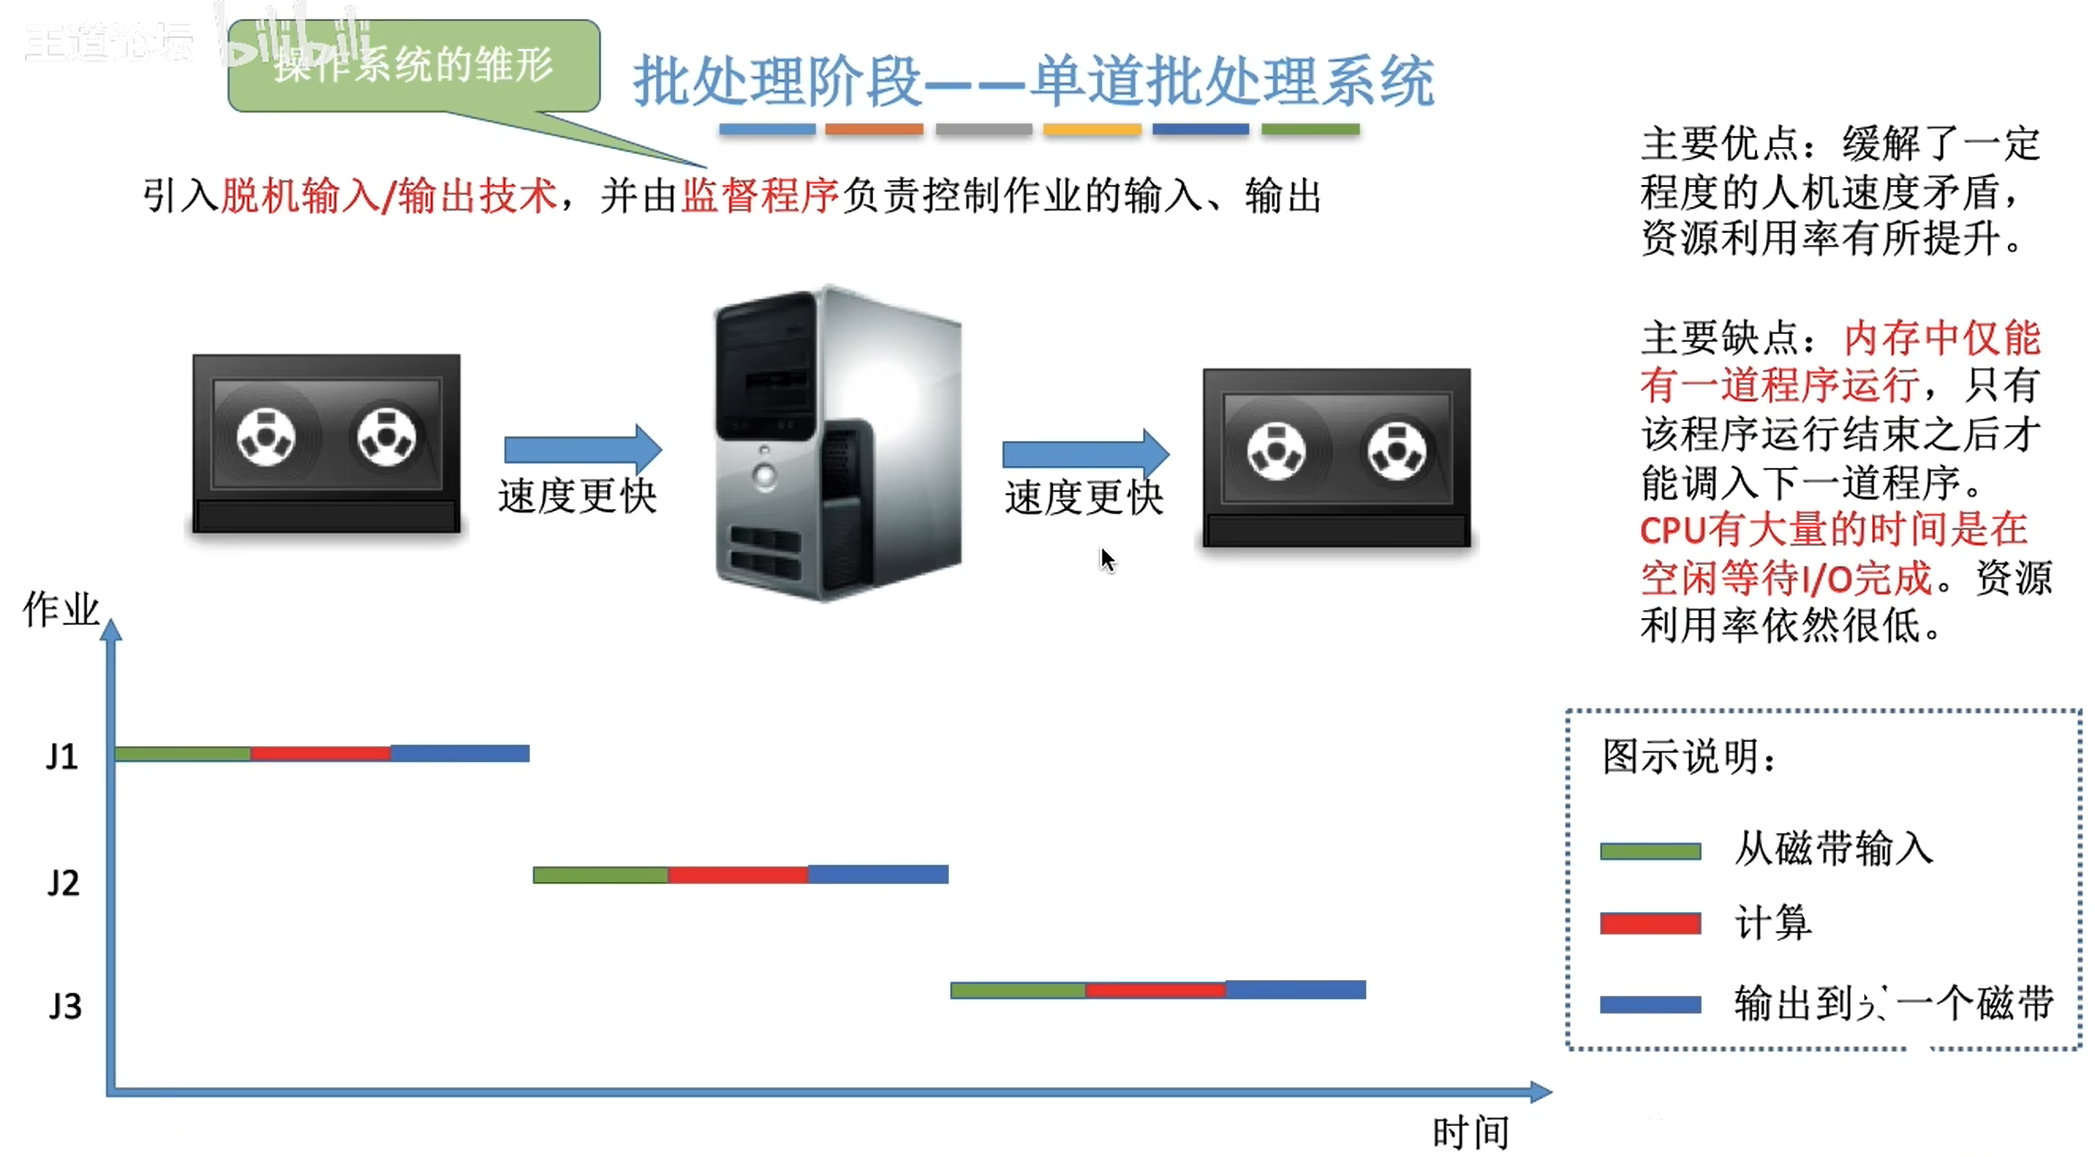 王道论坛
bilibili
操作系统的雏形
批处理阶段——单道批处理系统
引入脱机输入/输出技术，并由监督程序负责控制作业的输入、输出
主要优点：缓解了一定
程度的人机速度矛盾，
资源利用率有所提升。
主要缺点：内存中仅能
有一道程序运行，只有
该程序运行结束之后才
能调入下一道程序。
CPU有大量的时间是在
空闲等待I/O完成。资源
利用率依然很低。
速度更快
速度更快
作业
J1
J2
J3
时间
图示说明：
从磁带输入
计算
输出到一个磁带